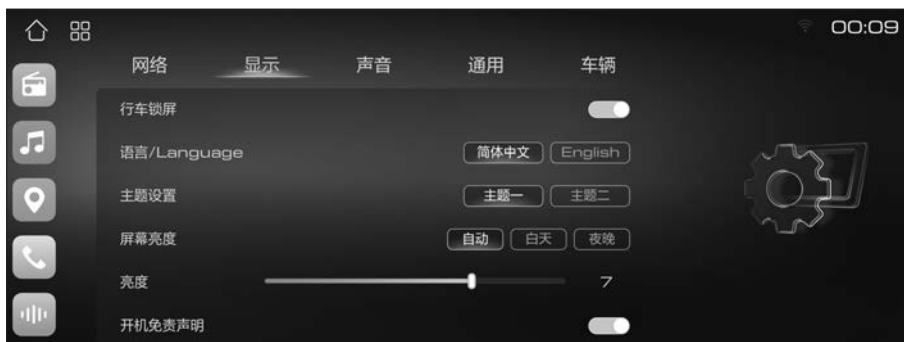 00:09
网络 显示 声音 通用 车辆
行车锁屏
语言/Language 简体中文 English
主题设置 主题一 主题二
屏幕亮度 自动 白天 夜晚
亮度 7
开机免责声明